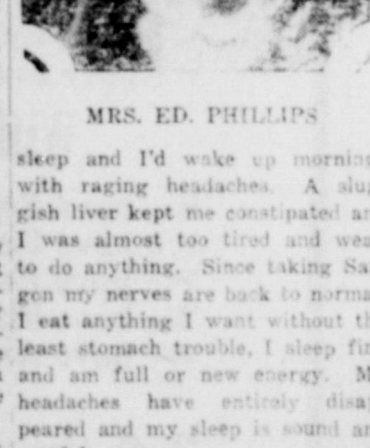 MRS. ED. PHILLIPS
sleep and I'd wake up morning
with raging headaches. A slug
gish liver kept me constipated an
I was almost too tired and wea
to do anything. Since taking Sa
gon my nerves are back to norma
I eat anything I want without th
least stomach trouble, I sleep fin
and am full or new energy. M
headaches have entirely disap
peared and my sleep is sound an